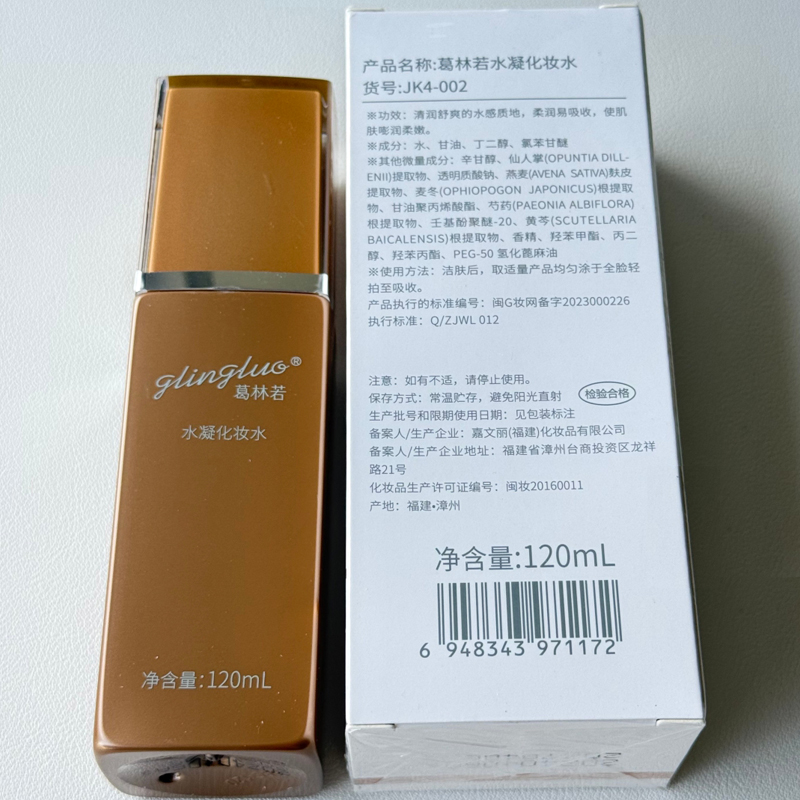 glingluo®
葛林若
水凝化妆水
净含量:120mL
产品名称:葛林若水凝化妆水
货号:JK4-002
※功效：清润舒爽的水感质地，柔润易吸收，使肌
肤嘭润柔嫩。
※成分：水、甘油、丁二醇、氯苯甘醚
※其他微量成分：辛甘醇、仙人掌(OPUNTIA DILL-
ENII)提取物、透明质酸钠、燕麦(AVENA SATIVA)麸皮
提取物、麦冬(OPHIOPOGON JAPONICUS)根提取
物、甘油聚丙烯酸酯、芍药(PAEONIA ALBIFLORA)
根提取物、壬基酚聚醚-20、黄芩(SCUTELLARIA
BAICALENSIS)根提取物、香精、羟苯甲酯、丙二
醇、羟苯丙酯、PEG-50 氢化蓖麻油
※使用方法：洁肤后，取适量产品均匀涂于全脸轻
拍至吸收。
产品执行的标准编号：闽G妆网备字2023000226
执行标准：Q/ZJWL 012
注意：如有不适，请停止使用。
保存方式：常温贮存，避免阳光直射 检验合格
生产批号和限期使用日期：见包装标注
备案人/生产企业：嘉文丽(福建)化妆品有限公司
备案人/生产企业地址：福建省漳州台商投资区龙祥
路21号
化妆品生产许可证编号：闽妆20160011
产地：福建•漳州
净含量:120mL
6 948343 971172